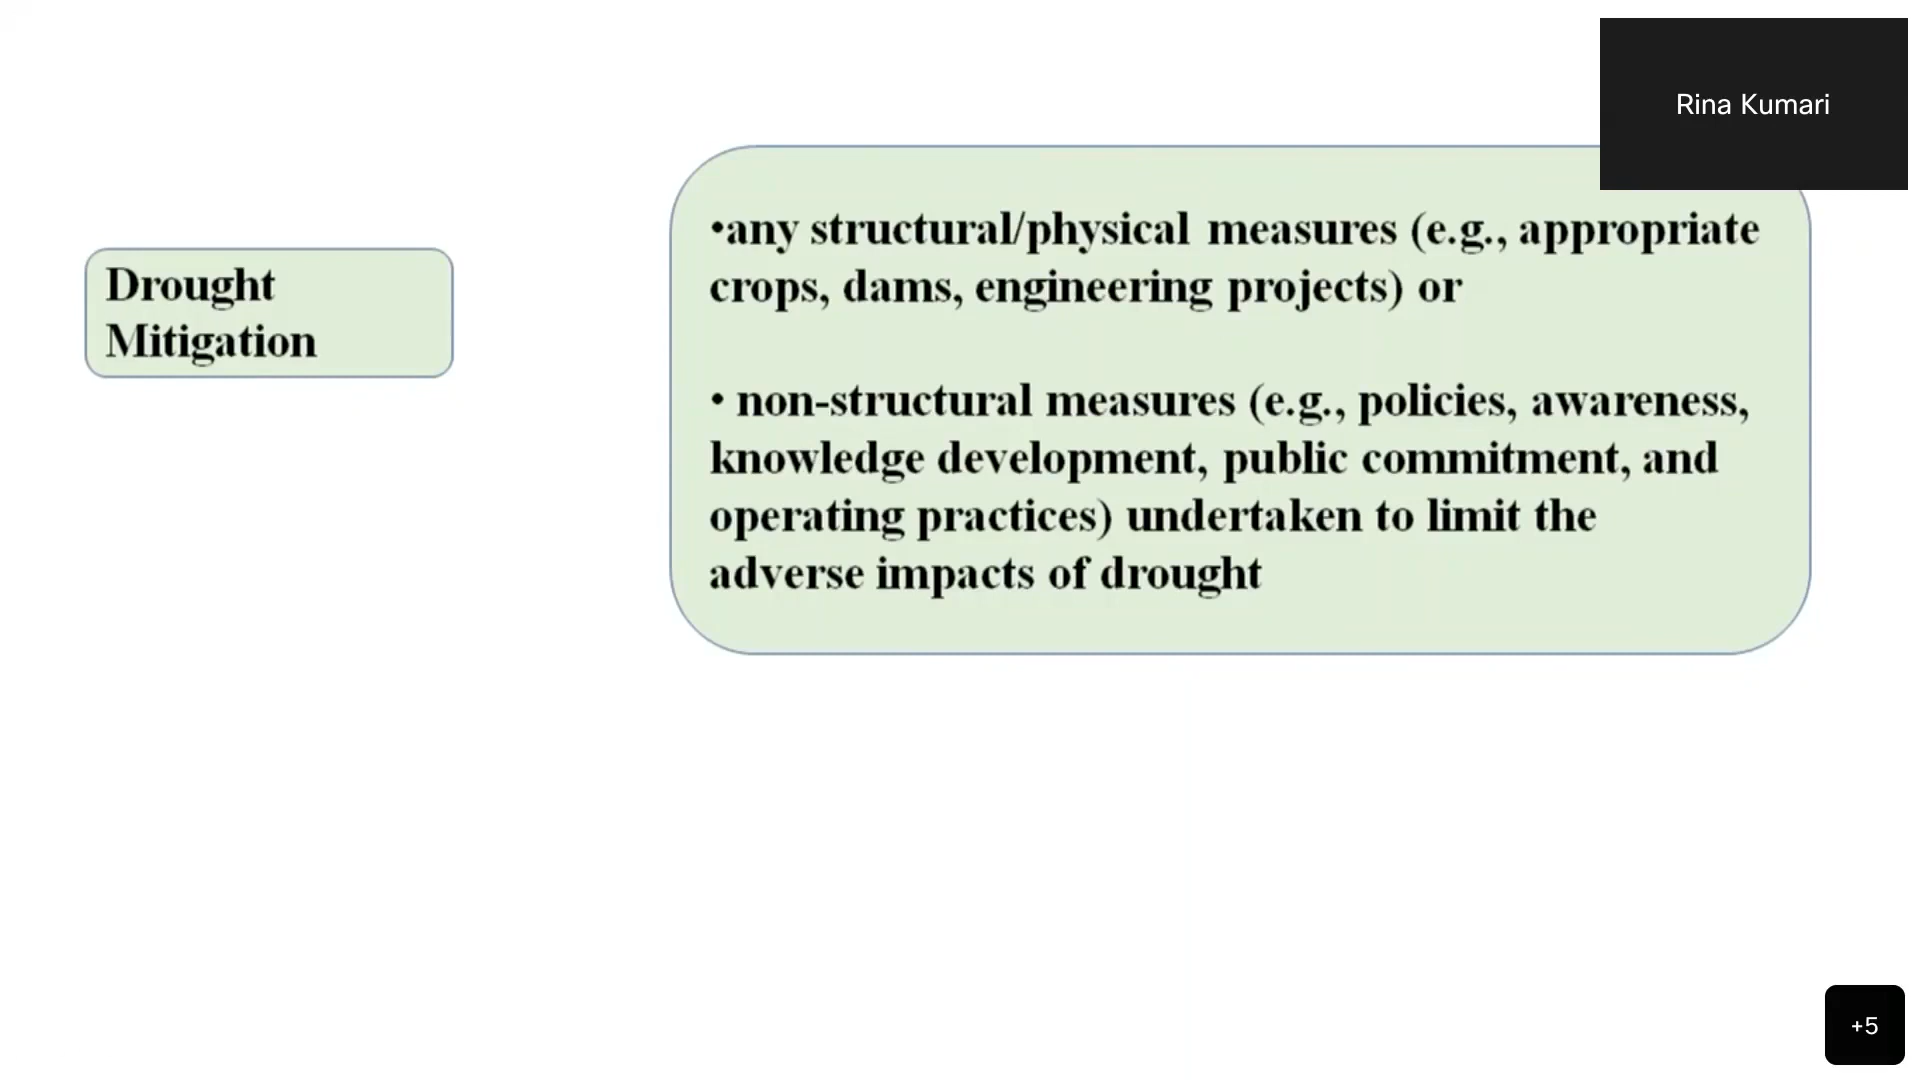 Rina Kumari
Drought
Mitigation
•any structural/physical measures (e.g., appropriate
crops, dams, engineering projects) or
• non-structural measures (e.g., policies, awareness,
knowledge development, public commitment, and
operating practices) undertaken to limit the
adverse impacts of drought
+5